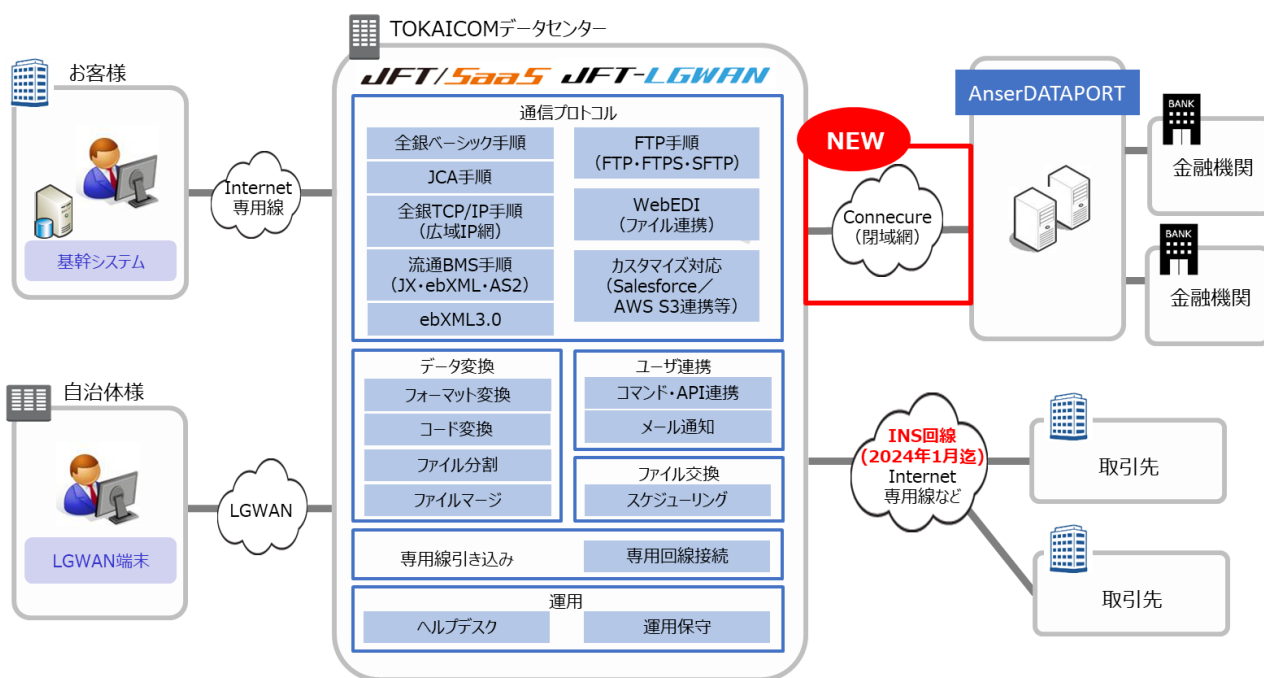 TOKAICOMデータセンター
JFT/SaaS JFT-LGWAN
お客様
基幹システム
Internet
専用線
自治体様
LGWAN端末
LGWAN
通信プロトコル
全銀ベーシック手順
JCA手順
全銀TCP/IP手順
(広域IP網)
流通BMS手順
(JX・ebXML・AS2)
ebXML3.0
FTP手順
(FTP・FTPS・SFTP)
WebEDI
(ファイル連携)
カスタマイズ対応
(Salesforce/
AWS S3連携等)
データ変換
フォーマット変換
コード変換
ファイル分割
ファイルマージ
ユーザ連携
コマンド・API連携
メール通知
ファイル交換
スケジューリング
専用線引き込み
専用回線接続
運用
ヘルプデスク
運用保守
NEW
Connecure
(閉域網)
AnserDATAPORT
BANK
金融機関
BANK
金融機関
INS回線
(2024年1月迄)
Internet
専用線など
取引先
取引先